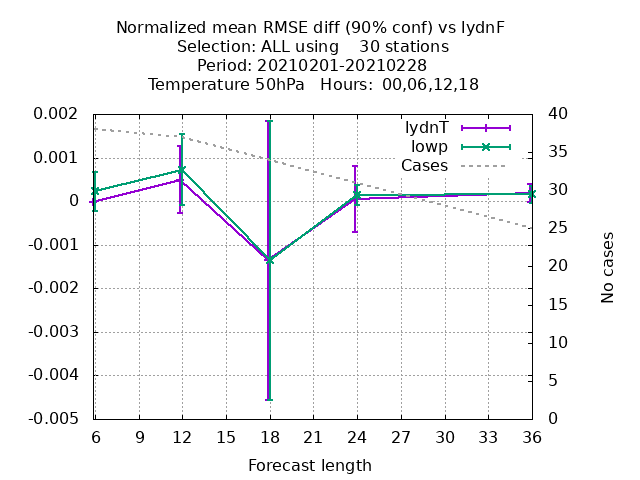 Normalized mean RMSE diff (90% conf) vs IydnF
Selection: ALL using 30 stations
Period: 20210201-20210228
Temperature 50hPa Hours: 00,06,12,18
IydnT
Iowp
Cases
0.002
0.001
0
-0.001
-0.002
-0.003
-0.004
-0.005
40
35
30
25
20
15
10
5
0
No cases
6 9 12 15 18 21 24 27 30 33 36
Forecast length